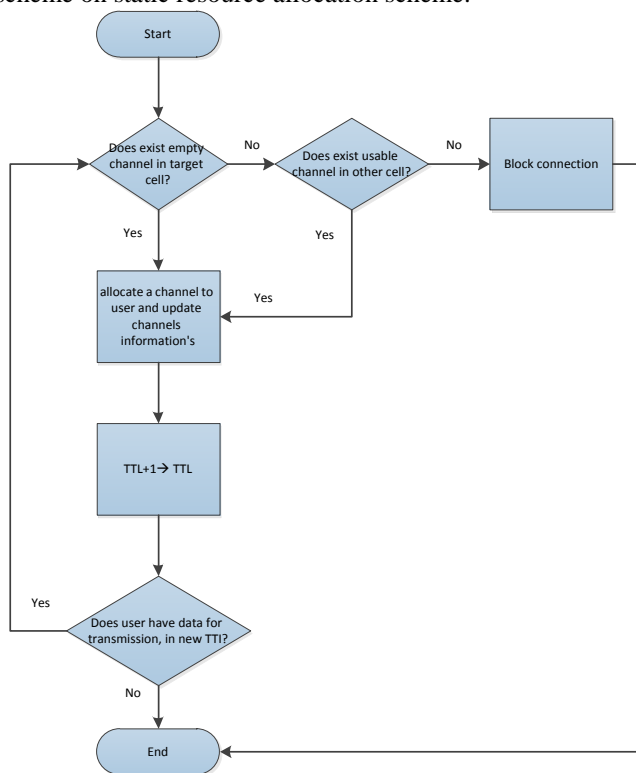 scheme on static resource allocation scheme.
Start
Does exist empty
channel in target
cell?
No
Does exist usable
channel in other cell?
No
Block connection
Yes
Yes
allocate a channel to
user and update
channels
information's
Yes
TTL+1→ TTL
Yes
Does user have data for
transmission, in new TTI?
No
End